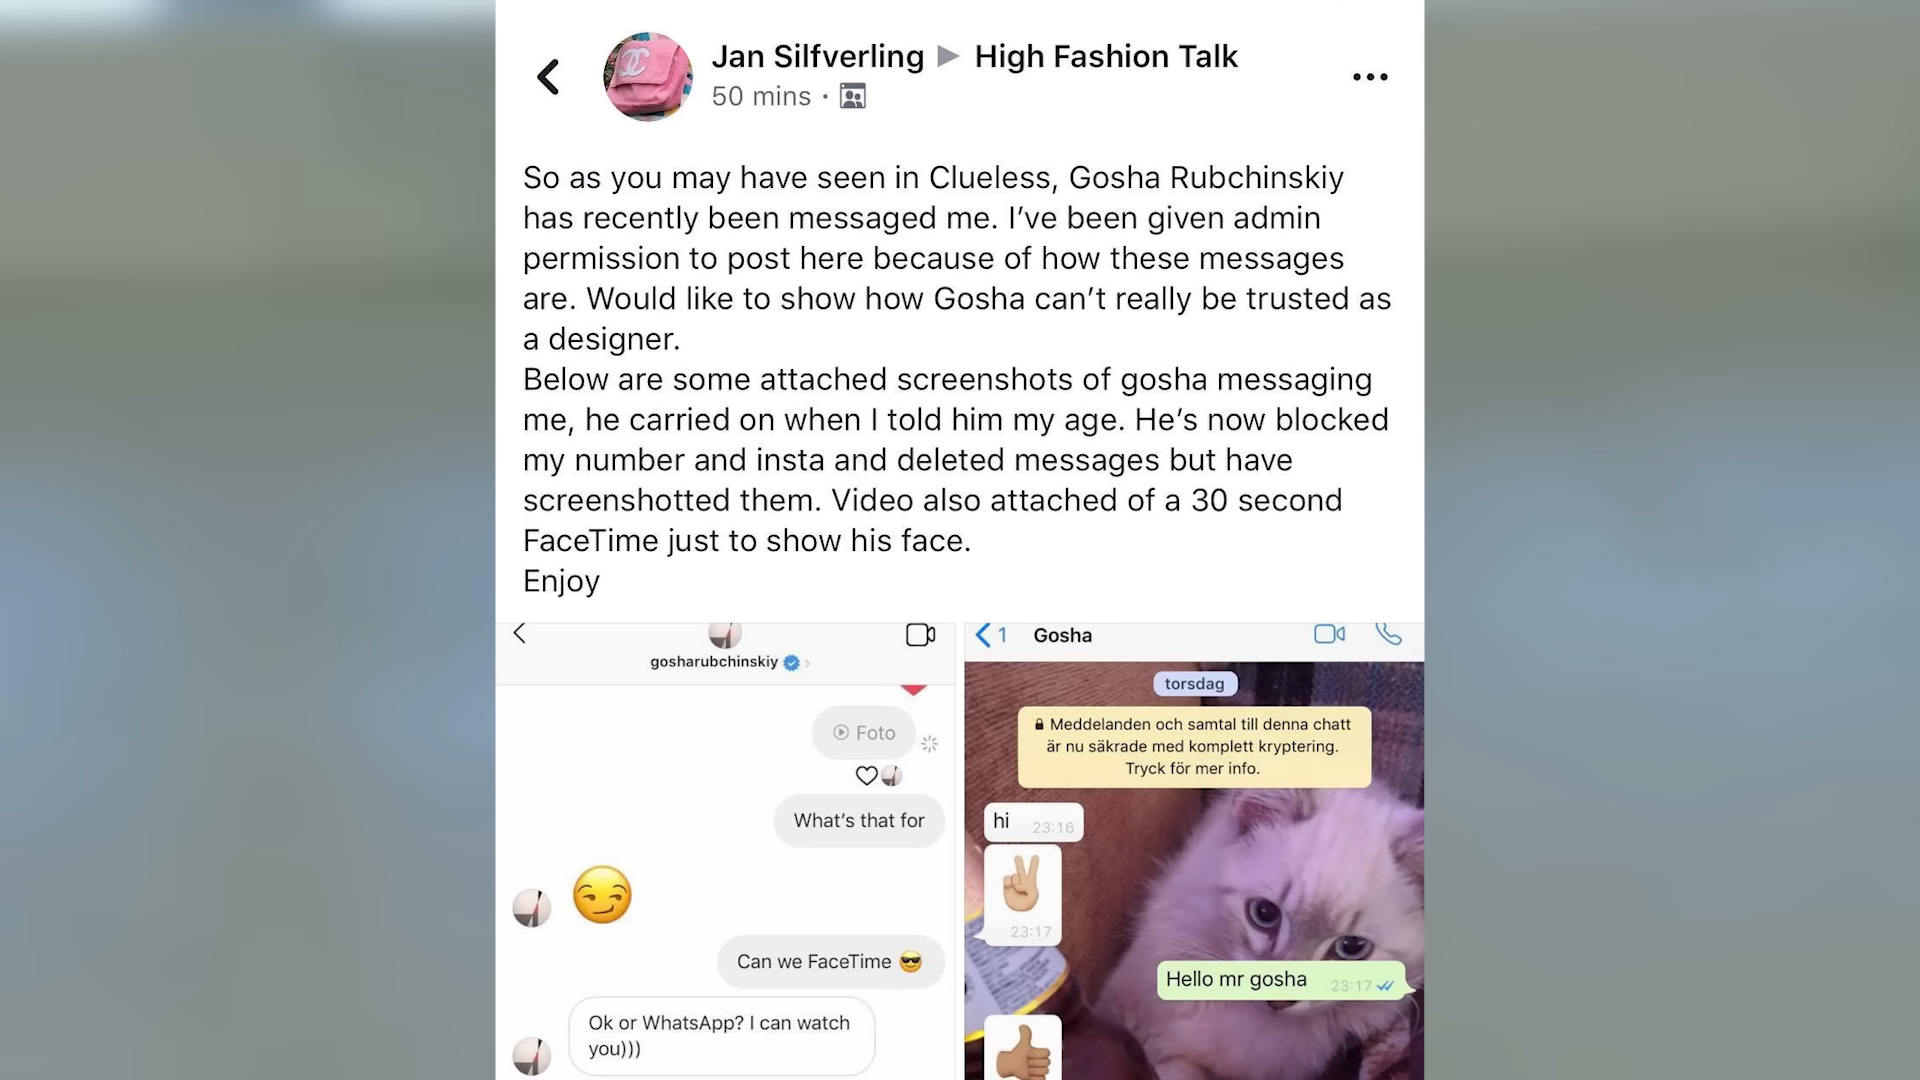 Jan Silfverling ▶ High Fashion Talk
50 mins ·
So as you may have seen in Clueless, Gosha Rubchinskiy
has recently been messaged me. I’ve been given admin
permission to post here because of how these messages
are. Would like to show how Gosha can’t really be trusted as
a designer.
Below are some attached screenshots of gosha messaging
me, he carried on when I told him my age. He’s now blocked
my number and insta and deleted messages but have
screenshotted them. Video also attached of a 30 second
FaceTime just to show his face.
Enjoy
gosharubchinskiy
Foto
What’s that for
Can we FaceTime 😎
Ok or WhatsApp? I can watch
you)))
1 Gosha
torsdag
Meddelanden och samtal till denna chatt
är nu säkrade med komplett kryptering.
Tryck för mer info.
hi 23:16
23:17
Hello mr gosha 23:17